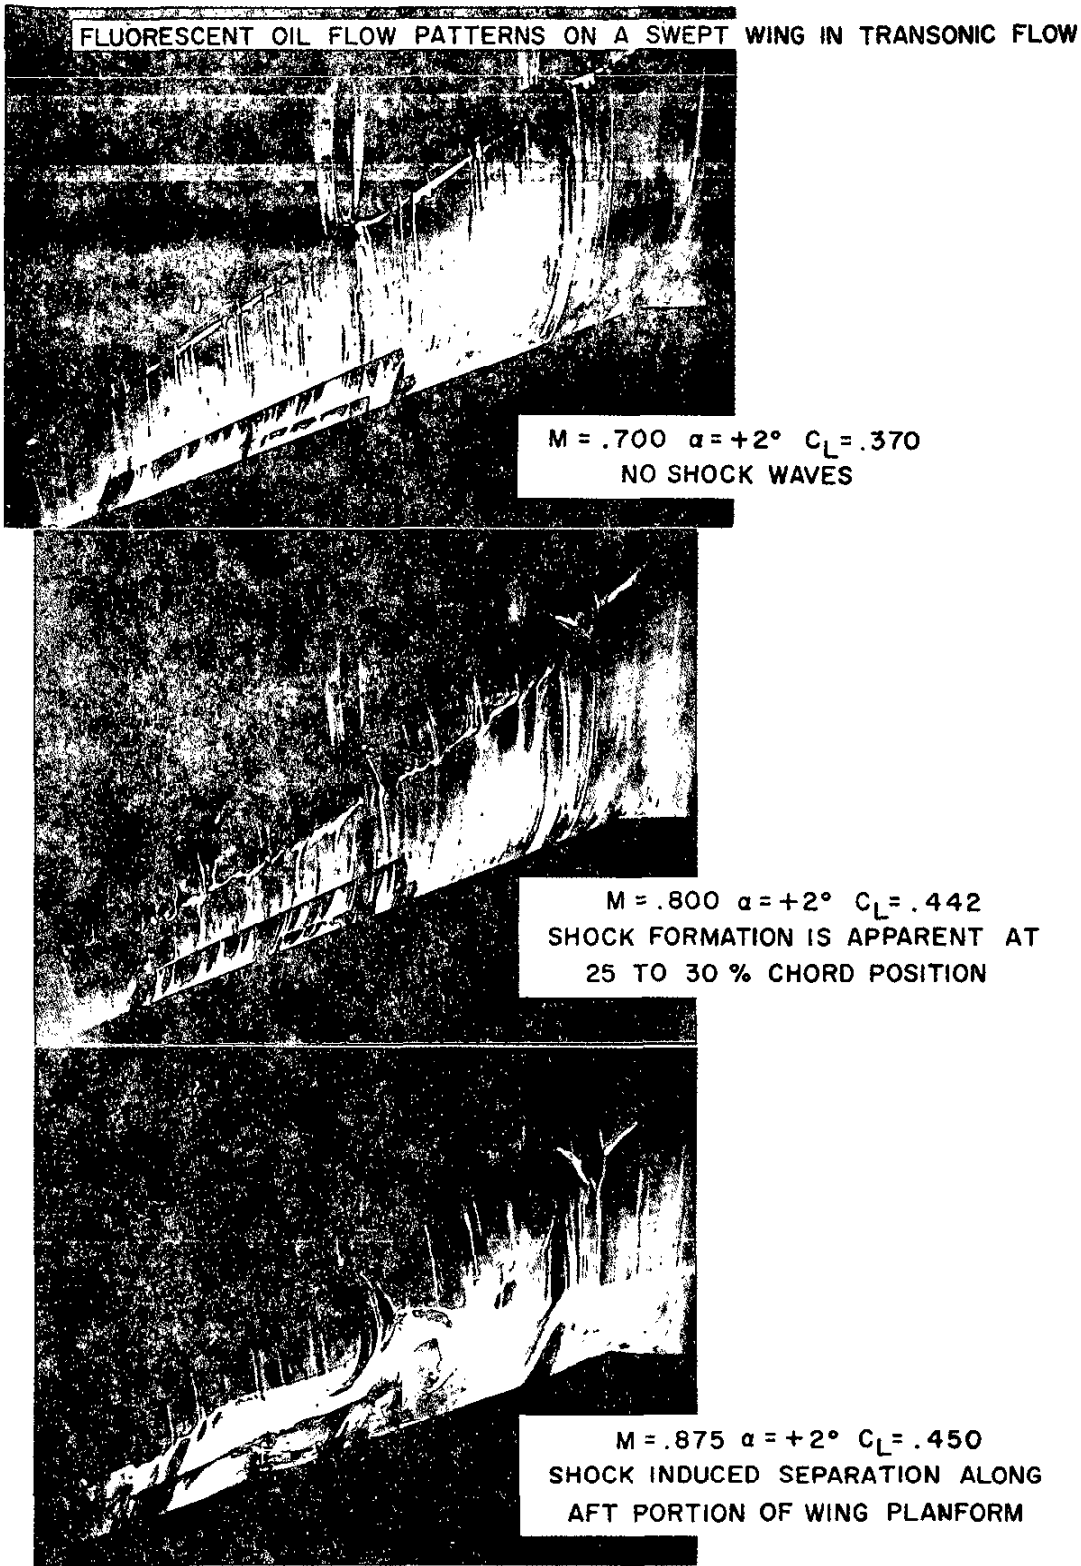 FLUORESCENT OIL FLOW PATTERNS ON A SWEPT WING IN TRANSONIC FLOW
M = .700 α = +2° CL = .370
NO SHOCK WAVES
M = .800 α = +2° CL = .442
SHOCK FORMATION IS APPARENT AT
25 TO 30 % CHORD POSITION
M = .875 α = +2° CL = .450
SHOCK INDUCED SEPARATION ALONG
AFT PORTION OF WING PLANFORM